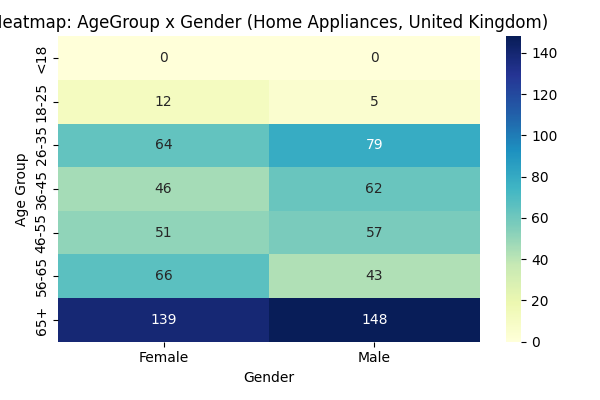 eatmap: AgeGroup x Gender (Home Appliances, United Kingdom)
Age Group
<18 0 0
18-25 12 5
26-35 64 79
36-45 46 62
46-55 51 57
56-65 66 43
65+ 139 148
Female Male
Gender
140
120
100
80
60
40
20
0